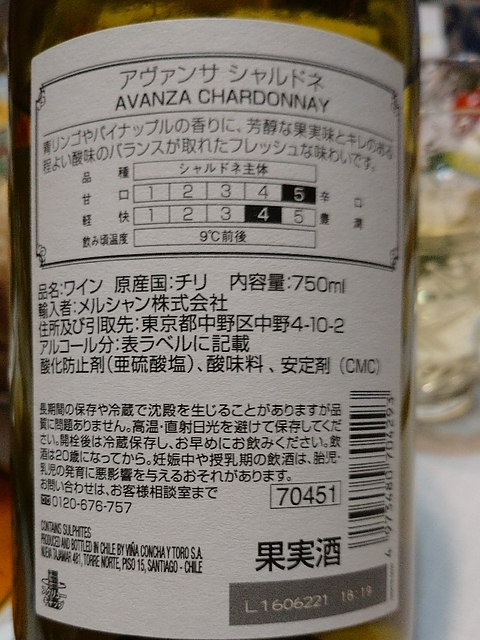 アヴァンサ シャルドネ
AVANZA CHARDONNAY
青リンゴやパイナップルの香りに、芳醇な果実味とキレのある
程よい酸味のバランスが取れたフレッシュな味わいです。
品 種 シャルドネ主体
甘 口 1 2 3 4 5 辛 口
軽 快 1 2 3 4 5 豊 潤
飲み頃温度 9℃前後
品名:ワイン 原産国:チリ 内容量:750ml
輸入者:メルシャン株式会社
住所及び引取先:東京都中野区中野4-10-2
アルコール分:表ラベルに記載
酸化防止剤(亜硫酸塩)、酸味料、安定剤(CMC)
長期間の保存や冷蔵で沈殿を生じることがありますが品
質に問題ありません。高温・直射日光を避けて保存してくだ
さい。開栓後は冷蔵保存し、お早めにお飲みください。飲
酒は20歳になってから。妊娠中や授乳期の飲酒は、胎児・
乳児の発育に悪影響を与えるおそれがあります。
お問い合わせは、お客様相談室まで
0120-676-757
70451
CONTAINS SULPHITES
PRODUCED AND BOTTLED IN CHILE BY VIÑA CONCHA Y TORO S.A.
NUEVA TAJAMAR 481, TORRE NORTE, PISO 15, SANTIAGO - CHILE
果実酒
L1606221 18:19